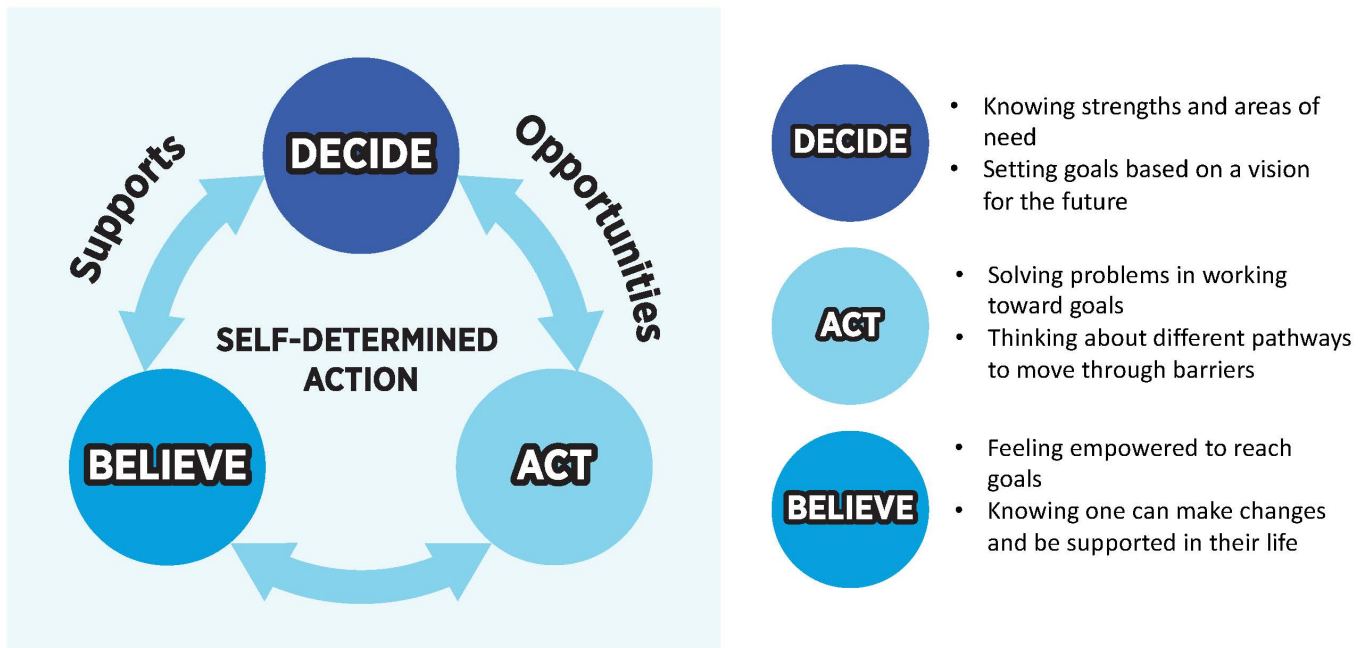 Supports
DECIDE
Opportunities
SELF-DETERMINED
ACTION
BELIEVE
ACT
DECIDE
• Knowing strengths and areas of
need
• Setting goals based on a vision
for the future
ACT
• Solving problems in working
toward goals
• Thinking about different pathways
to move through barriers
BELIEVE
• Feeling empowered to reach
goals
• Knowing one can make changes
and be supported in their life